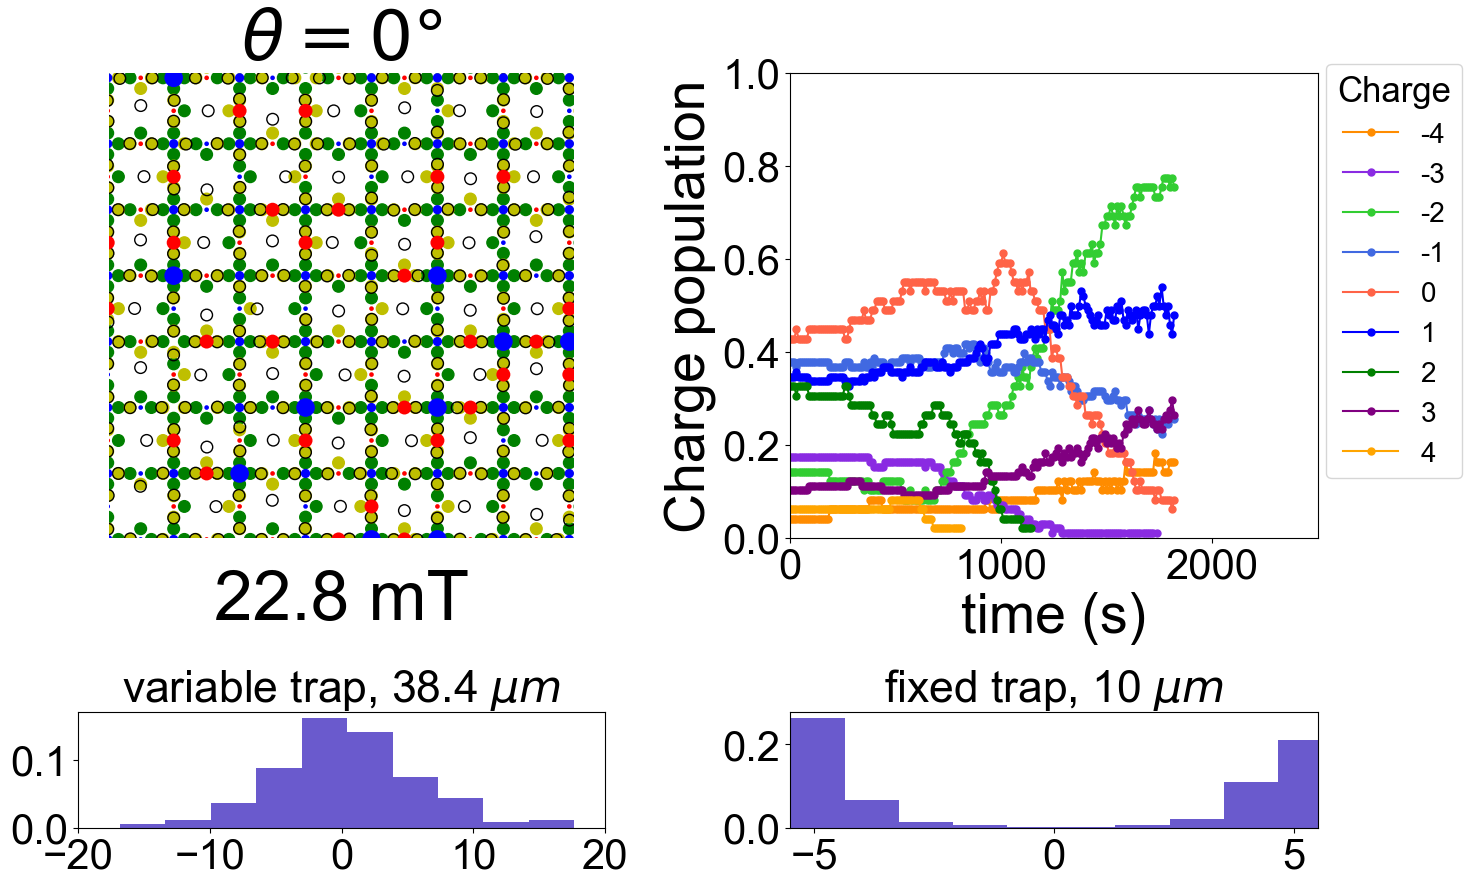 θ = 0°
22.8 mT
Charge population
1.0
0.8
0.6
0.4
0.2
0.0
0 1000 2000
time (s)
Charge
-4
-3
-2
-1
0
1
2
3
4
variable trap, 38.4 μm
0.1
0.0
−20 −10 0 10 20
fixed trap, 10 μm
0.2
0.0
−5 0 5